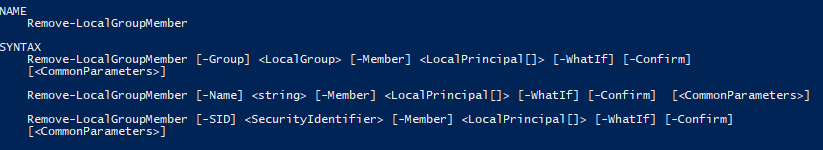 NAME
Remove-LocalGroupMember
SYNTAX
Remove-LocalGroupMember [-Group] <LocalGroup> [-Member] <LocalPrincipal[]> [-WhatIf] [-Confirm]
[<CommonParameters>]
Remove-LocalGroupMember [-Name] <string> [-Member] <LocalPrincipal[]> [-WhatIf] [-Confirm]  [<CommonParameters>]
Remove-LocalGroupMember [-SID] <SecurityIdentifier> [-Member] <LocalPrincipal[]> [-WhatIf] [-Confirm]
[<CommonParameters>]